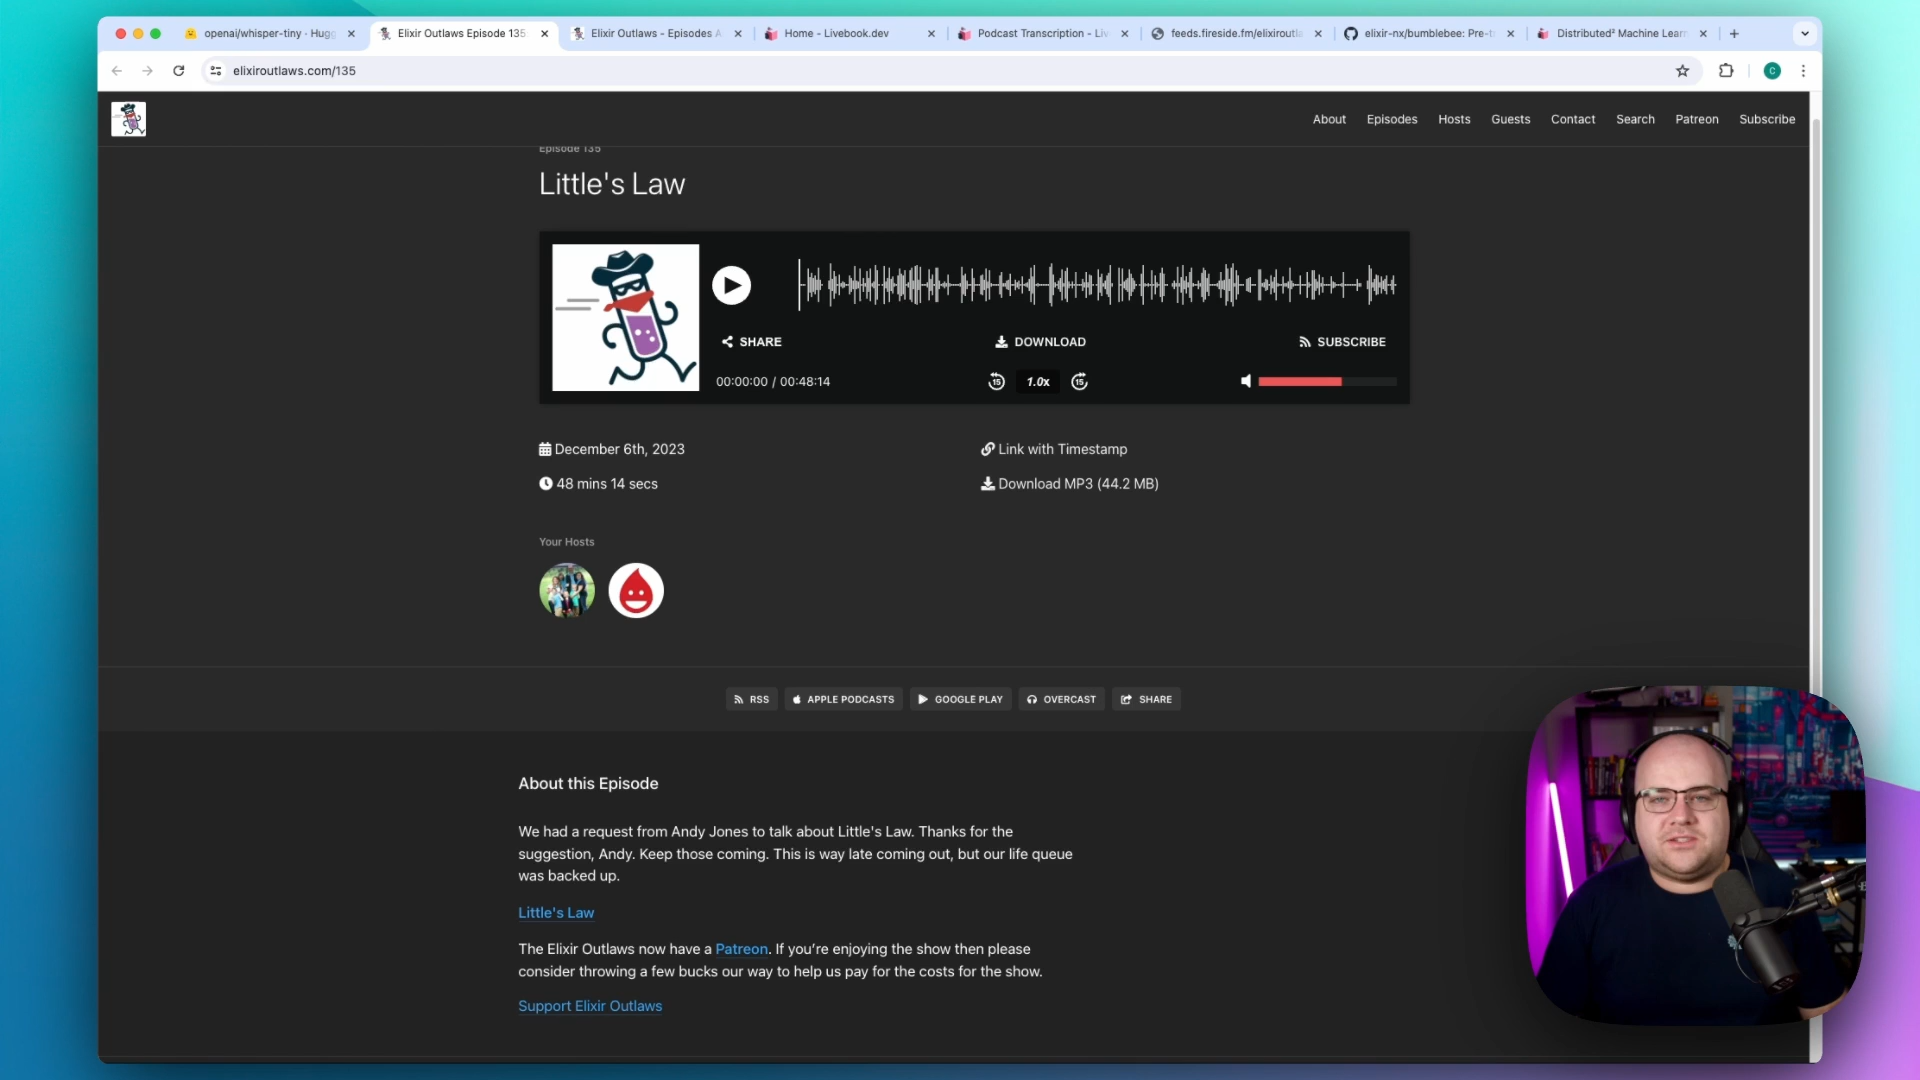 openai/whisper-tiny · Hugg
Elixir Outlaws Episode 135:
Elixir Outlaws - Episodes A
Home - Livebook.dev
Podcast Transcription - Liv
feeds.fireside.fm/elixiroutla
elixir-nx/bumblebee: Pre-tr
Distributed² Machine Learn
elixiroutlaws.com/135
C
About
Episodes
Hosts
Guests
Contact
Search
Patreon
Subscribe
Episode 135
Little's Law
SHARE
DOWNLOAD
SUBSCRIBE
00:00:00 / 00:48:14
15
1.0x
15
December 6th, 2023
Link with Timestamp
48 mins 14 secs
Download MP3 (44.2 MB)
Your Hosts
RSS
APPLE PODCASTS
GOOGLE PLAY
OVERCAST
SHARE
About this Episode
We had a request from Andy Jones to talk about Little's Law. Thanks for the
suggestion, Andy. Keep those coming. This is way late coming out, but our life queue
was backed up.
Little's Law
The Elixir Outlaws now have a Patreon. If you’re enjoying the show then please
consider throwing a few bucks our way to help us pay for the costs for the show.
Support Elixir Outlaws